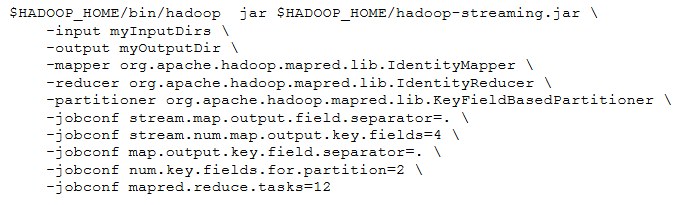 $HADOOP_HOME/bin/hadoop  jar $HADOOP_HOME/hadoop-streaming.jar \
    -input myInputDirs \
    -output myOutputDir \
    -mapper org.apache.hadoop.mapred.lib.IdentityMapper \
    -reducer org.apache.hadoop.mapred.lib.IdentityReducer \
    -partitioner org.apache.hadoop.mapred.lib.KeyFieldBasedPartitioner \
    -jobconf stream.map.output.field.separator=. \
    -jobconf stream.num.map.output.key.fields=4 \
    -jobconf map.output.key.field.separator=. \
    -jobconf num.key.fields.for.partition=2 \
    -jobconf mapred.reduce.tasks=12